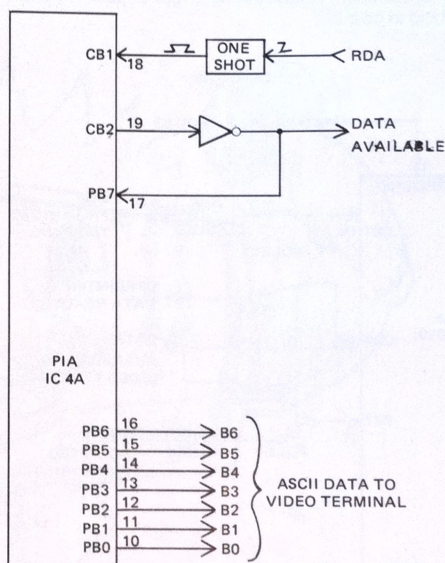 CB1 18 ONE SHOT RDA
CB2 19 DATA AVAILABLE
PB7 17
PIA
IC 4A
PB6 16 B6
PB5 15 B5
PB4 14 B4
PB3 13 B3
PB2 12 B2
PB1 11 B1
PB0 10 B0
ASCII DATA TO
VIDEO TERMINAL